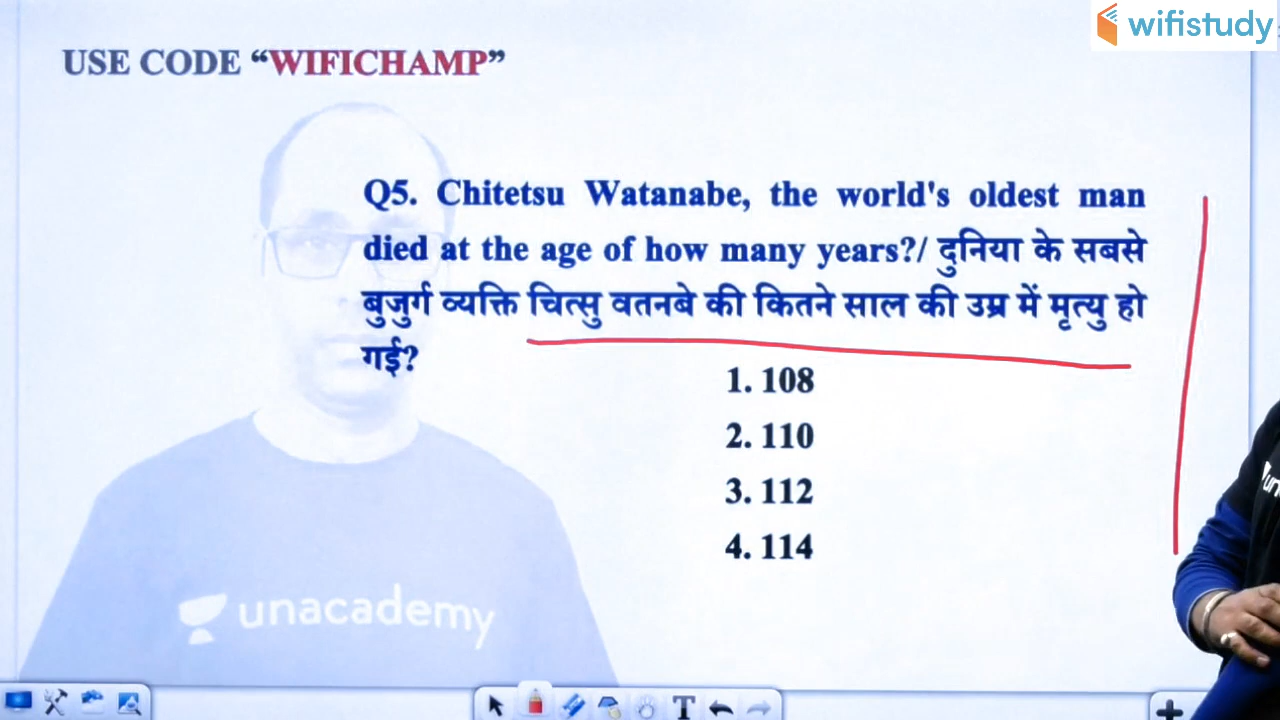 wifistudy
USE CODE “WIFICHAMP”
Q5. Chitetsu Watanabe, the world's oldest man
died at the age of how many years?/ दुनिया के सबसे
बुजुर्ग व्यक्ति चित्सु वतनबे की कितने साल की उम्र में मृत्यु हो
गई?
1. 108
2. 110
3. 112
4. 114
unacademy
un
T